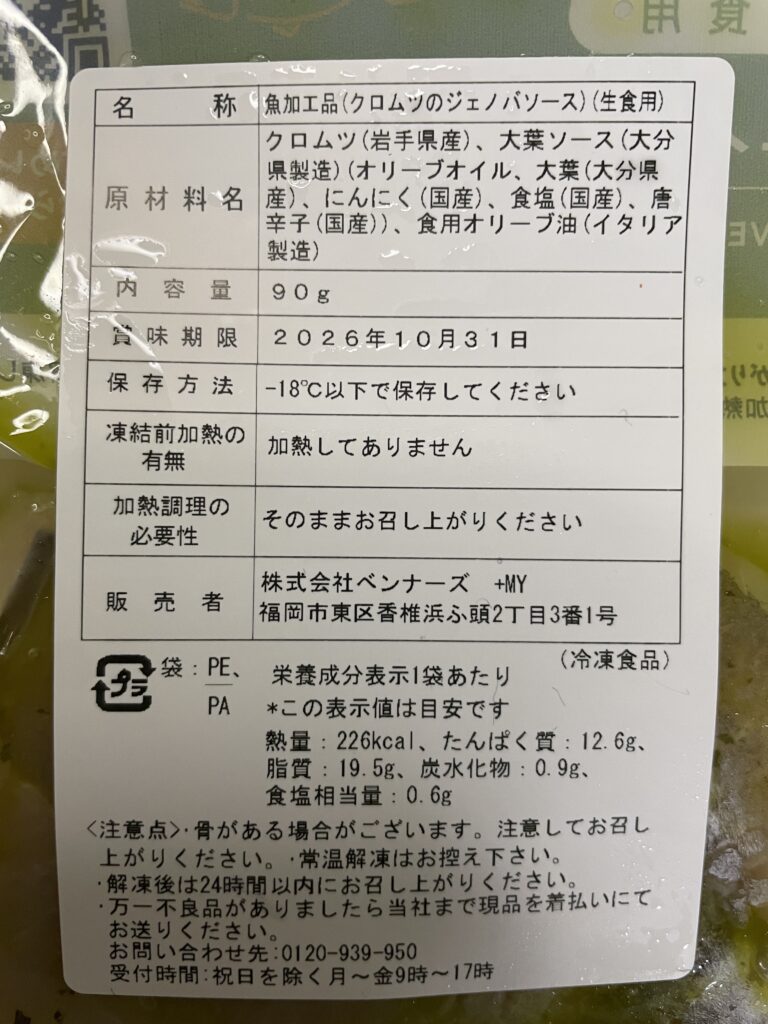 食用
名称 魚加工品(クロムツのジェノバソース)(生食用)
原材料名 クロムツ(岩手県産)、大葉ソース(大分
県製造)(オリーブオイル、大葉(大分県
産)、にんにく(国産)、食塩(国産)、唐
辛子(国産))、食用オリーブ油(イタリア
製造)
内容量 90g
賞味期限 2026年10月31日
保存方法 -18℃以下で保存してください
凍結前加熱の
有無 加熱してありません
加熱調理の
必要性 そのままお召し上がりください
販売者 株式会社ベンナーズ +MY
福岡市東区香椎浜ふ頭2丁目3番1号
(冷凍食品)
プラ 袋:PE、
PA
栄養成分表示1袋あたり
*この表示値は目安です
熱量:226kcal、たんぱく質:12.6g、
脂質:19.5g、炭水化物:0.9g、
食塩相当量:0.6g
<注意点>・骨がある場合がございます。注意してお召し
上がりください。・常温解凍はお控え下さい。
・解凍後は24時間以内にお召し上がりください。
・万一不良品がありましたら当社まで現品を着払いにて
お送りください。
お問い合わせ先:0120-939-950
受付時間:祝日を除く月～金9時～17時